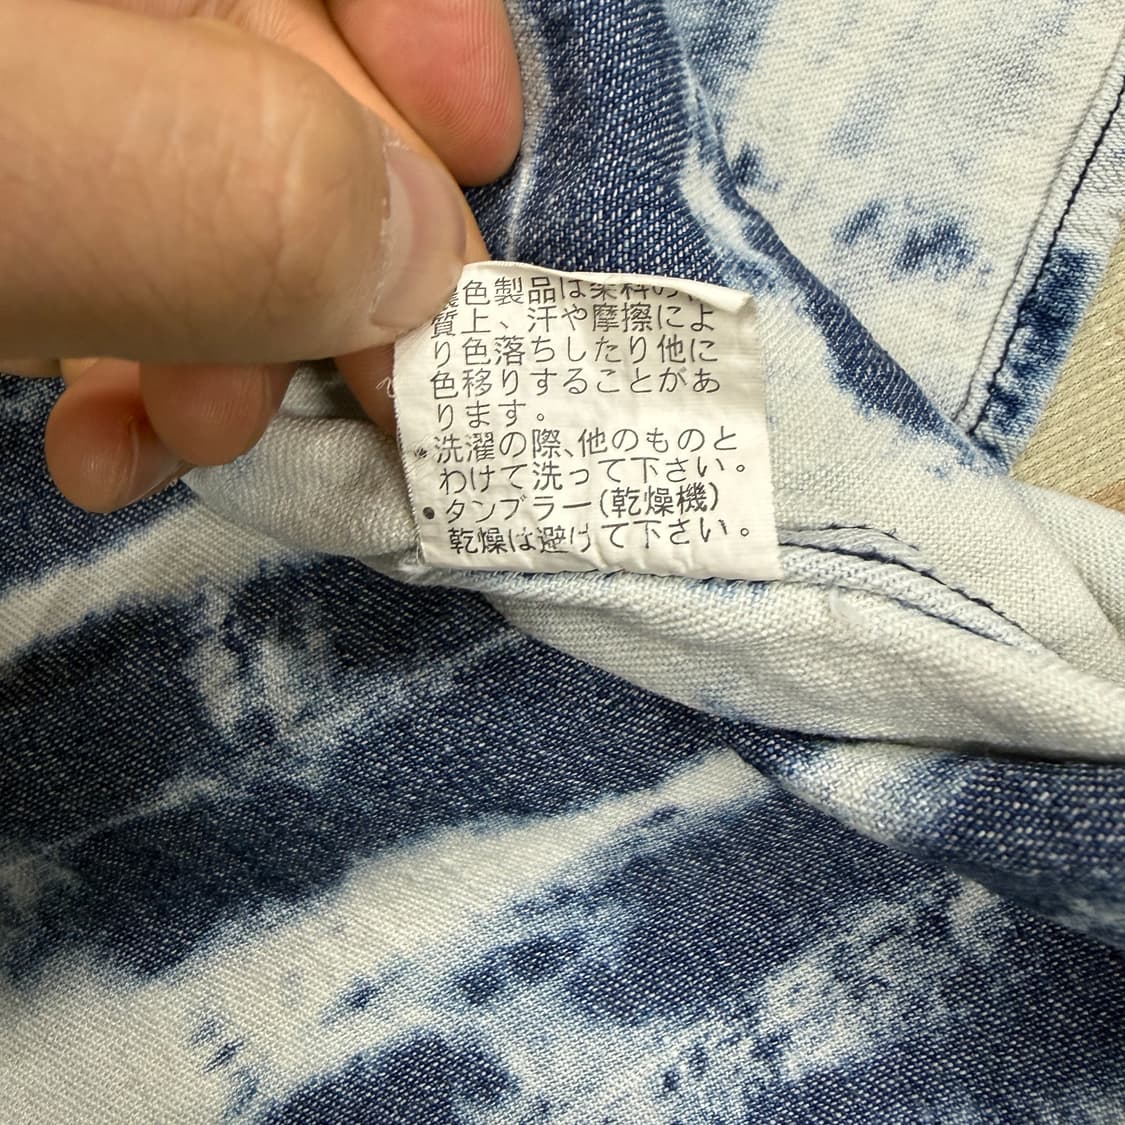 濃色製品は染料の性
質上、汗や摩擦によ
り色落ちしたり他に
色移りすることがあ
ります。
洗濯の際、他のものと
わけて洗って下さい。
•タンブラー(乾燥機)
乾燥は避けて下さい。